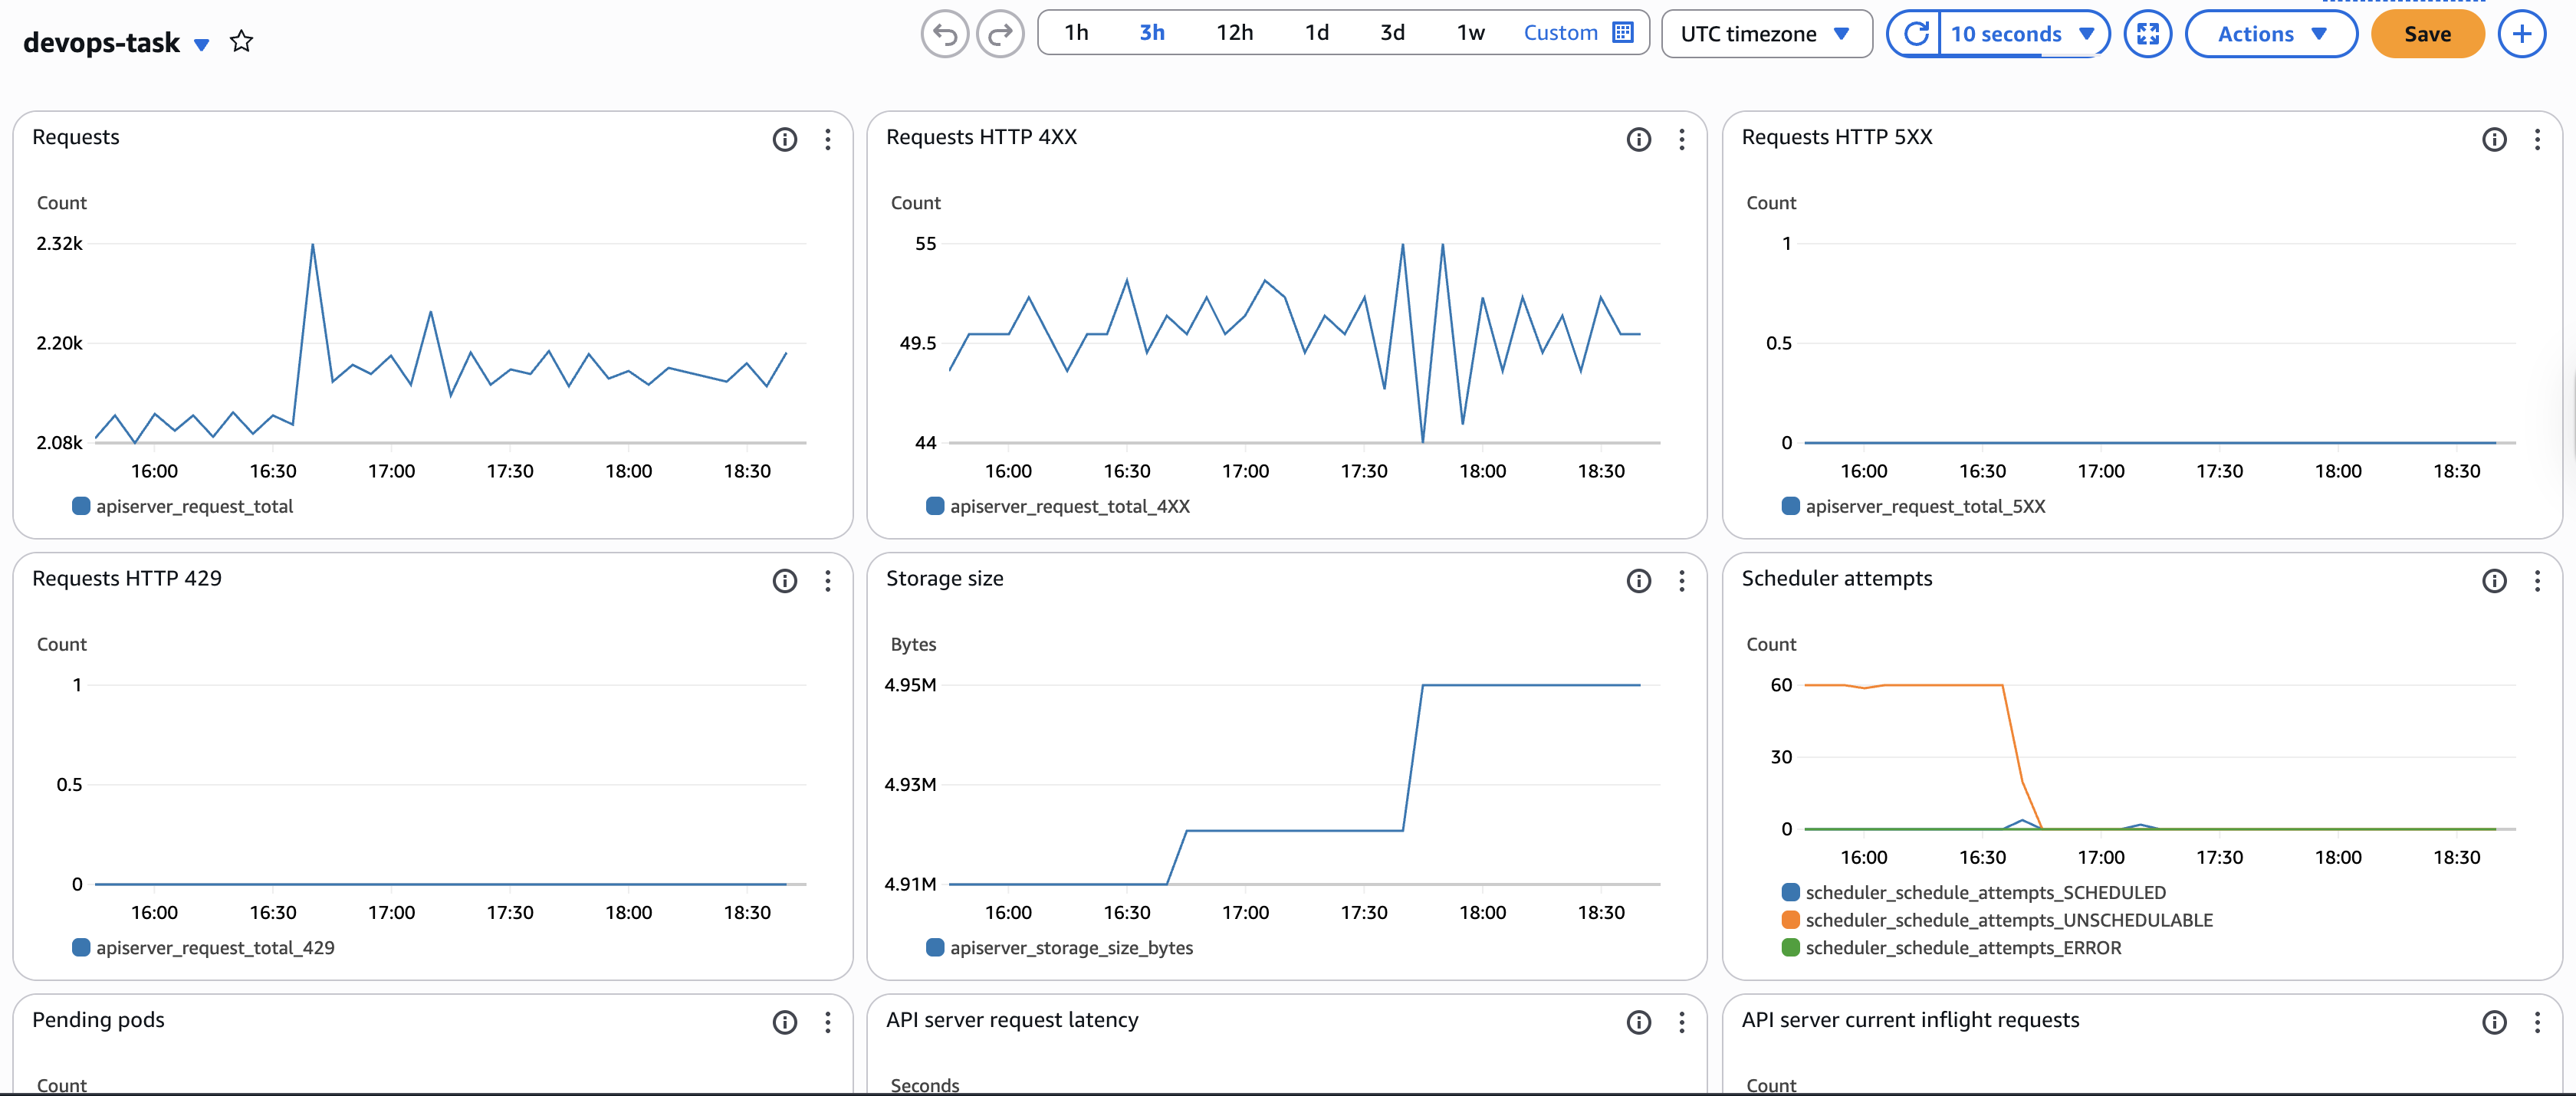 devops-task
1h 3h 12h 1d 3d 1w Custom UTC timezone 10 seconds Actions Save
Requests
Count
2.32k
2.20k
2.08k
16:00 16:30 17:00 17:30 18:00 18:30
apiserver_request_total
Requests HTTP 4XX
Count
55
49.5
44
16:00 16:30 17:00 17:30 18:00 18:30
apiserver_request_total_4XX
Requests HTTP 5XX
Count
1
0.5
0
16:00 16:30 17:00 17:30 18:00 18:30
apiserver_request_total_5XX
Requests HTTP 429
Count
1
0.5
0
16:00 16:30 17:00 17:30 18:00 18:30
apiserver_request_total_429
Storage size
Bytes
4.95M
4.93M
4.91M
16:00 16:30 17:00 17:30 18:00 18:30
apiserver_storage_size_bytes
Scheduler attempts
Count
60
30
0
16:00 16:30 17:00 17:30 18:00 18:30
scheduler_schedule_attempts_SCHEDULED
scheduler_schedule_attempts_UNSCHEDULABLE
scheduler_schedule_attempts_ERROR
Pending pods
Count
API server request latency
Seconds
API server current inflight requests
Count